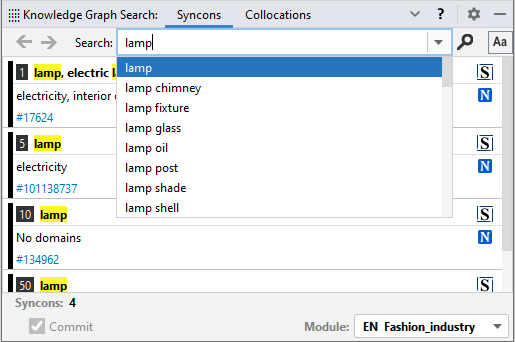 Knowledge Graph Search: Syncons Collocations ?
Search: lamp Aa
lamp
lamp chimney
lamp fixture
lamp glass
lamp oil
lamp post
lamp shade
lamp shell
1 lamp, electric S
electricity, interior N
#17624
5 lamp S
electricity N
#101138737
10 lamp S
No domains N
#134962
50 lamp S
Syncons: 4
Commit Module: EN Fashion_industry